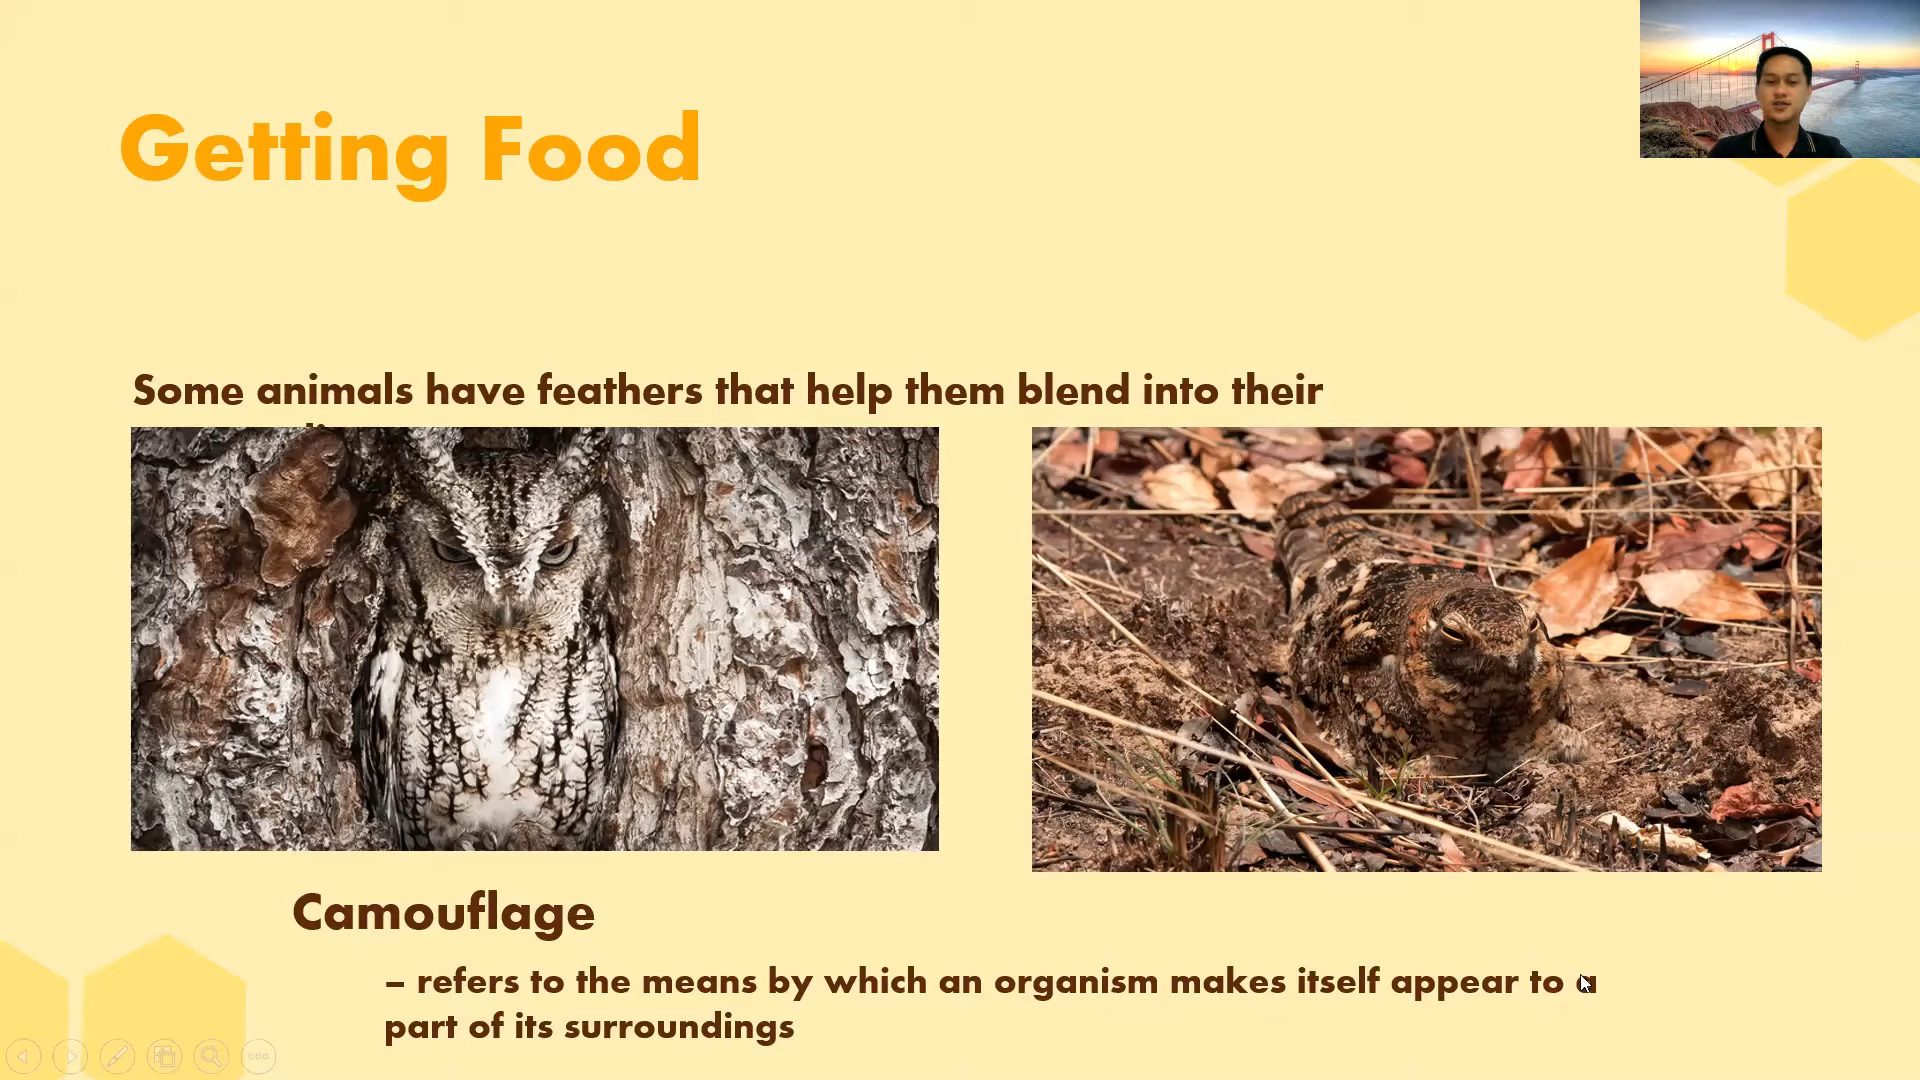 Getting Food
Some animals have feathers that help them blend into their
Camouflage
– refers to the means by which an organism makes itself appear to a
part of its surroundings